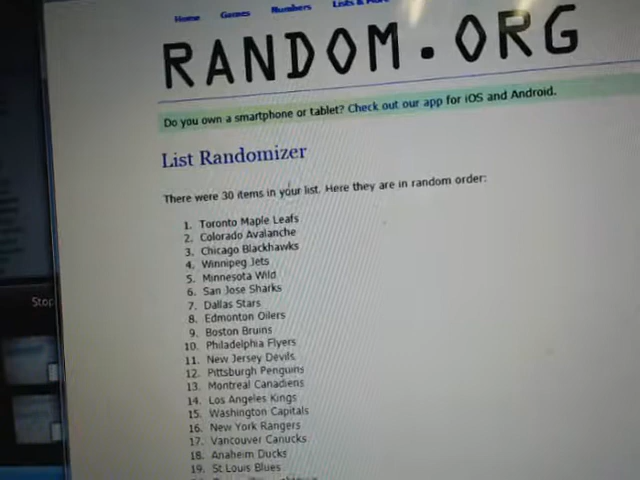 Home Games Numbers Lists & More
RANDOM.ORG
Do you own a smartphone or tablet? Check out our app for iOS and Android.
List Randomizer
There were 30 items in your list. Here they are in random order:
1. Toronto Maple Leafs
2. Colorado Avalanche
3. Chicago Blackhawks
4. Winnipeg Jets
5. Minnesota Wild
6. San Jose Sharks
7. Dallas Stars
8. Edmonton Oilers
9. Boston Bruins
10. Philadelphia Flyers
11. New Jersey Devils
12. Pittsburgh Penguins
13. Montreal Canadiens
14. Los Angeles Kings
15. Washington Capitals
16. New York Rangers
17. Vancouver Canucks
18. Anaheim Ducks
19. St Louis Blues
Stop